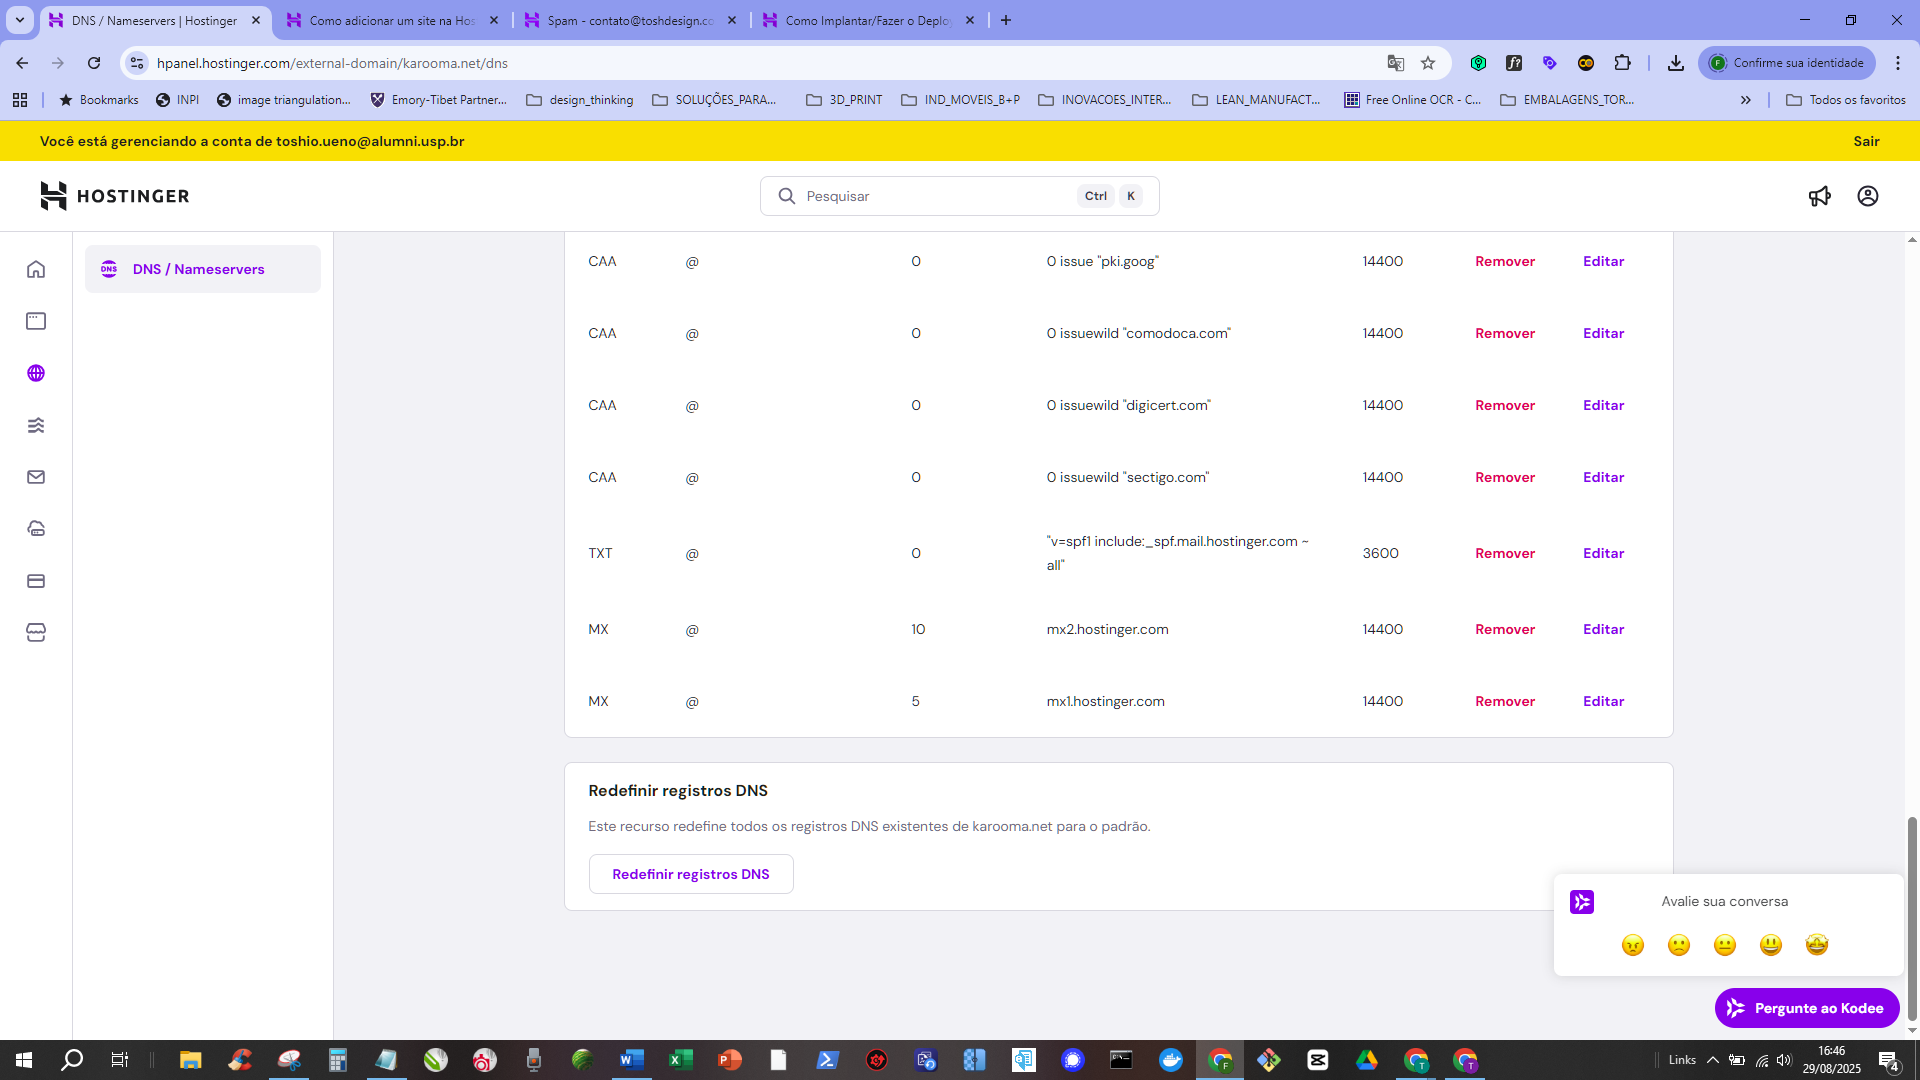 DNS / Nameservers | Hostinger
Como adicionar um site na Hos
Spam - contato@toshdesign.co
Como Implantar/Fazer o Deplo
hpanel.hostinger.com/external-domain/karooma.net/dns
Confirme sua identidade
Bookmarks
INPI
image triangulation...
Emory-Tibet Partner...
design_thinking
SOLUÇÕES_PARA...
3D_PRINT
IND_MOVEIS_B+P
INOVACOES_INTER...
LEAN_MANUFACT...
Free Online OCR - C...
EMBALAGENS_TOR...
Todos os favoritos
Você está gerenciando a conta de toshio.ueno@alumni.usp.br
Sair
HOSTINGER
Pesquisar
Ctrl
K
DNS / Nameservers
CAA @ 0 0 issue "pki.goog" 14400 Remover Editar
CAA @ 0 0 issuewild "comodoca.com" 14400 Remover Editar
CAA @ 0 0 issuewild "digicert.com" 14400 Remover Editar
CAA @ 0 0 issuewild "sectigo.com" 14400 Remover Editar
TXT @ 0 "v=spf1 include:_spf.mail.hostinger.com ~
all" 3600 Remover Editar
MX @ 10 mx2.hostinger.com 14400 Remover Editar
MX @ 5 mx1.hostinger.com 14400 Remover Editar
Redefinir registros DNS
Este recurso redefine todos os registros DNS existentes de karooma.net para o padrão.
Redefinir registros DNS
Avalie sua conversa
Pergunte ao Kodee
Links
16:46
29/08/2025
4